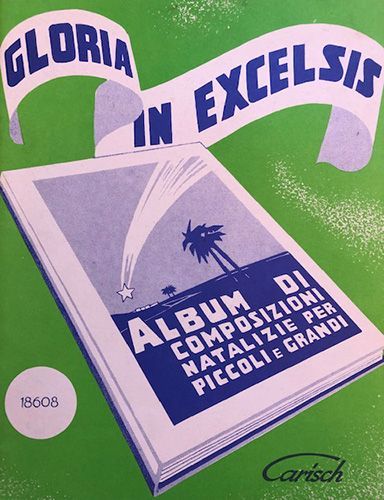 GLORIA
IN EXCELSIS
ALBUM DI
COMPOSIZIONI
NATALIZIE PER
PICCOLI E GRANDI
18608
Carisch